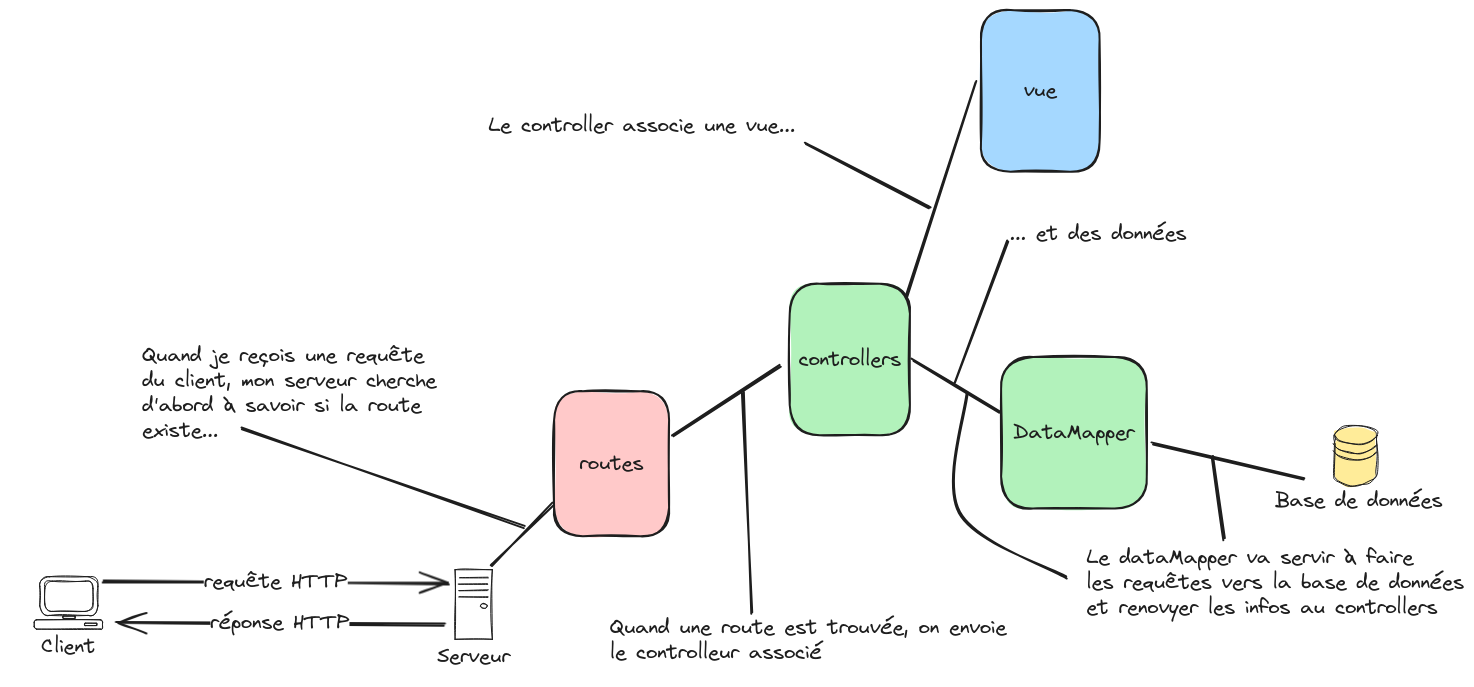 vue
Le controller associe une vue...
... et des données
controllers
Quand je reçois une requête
du client, mon serveur cherche
d'abord à savoir si la route
existe...
routes
DataMapper
Base de données
Le dataMapper va servir à faire
les requêtes vers la base de données
et renovyer les infos au controllers
requête HTTP
réponse HTTP
Client
Serveur
Quand une route est trouvée, on envoie
le controlleur associé